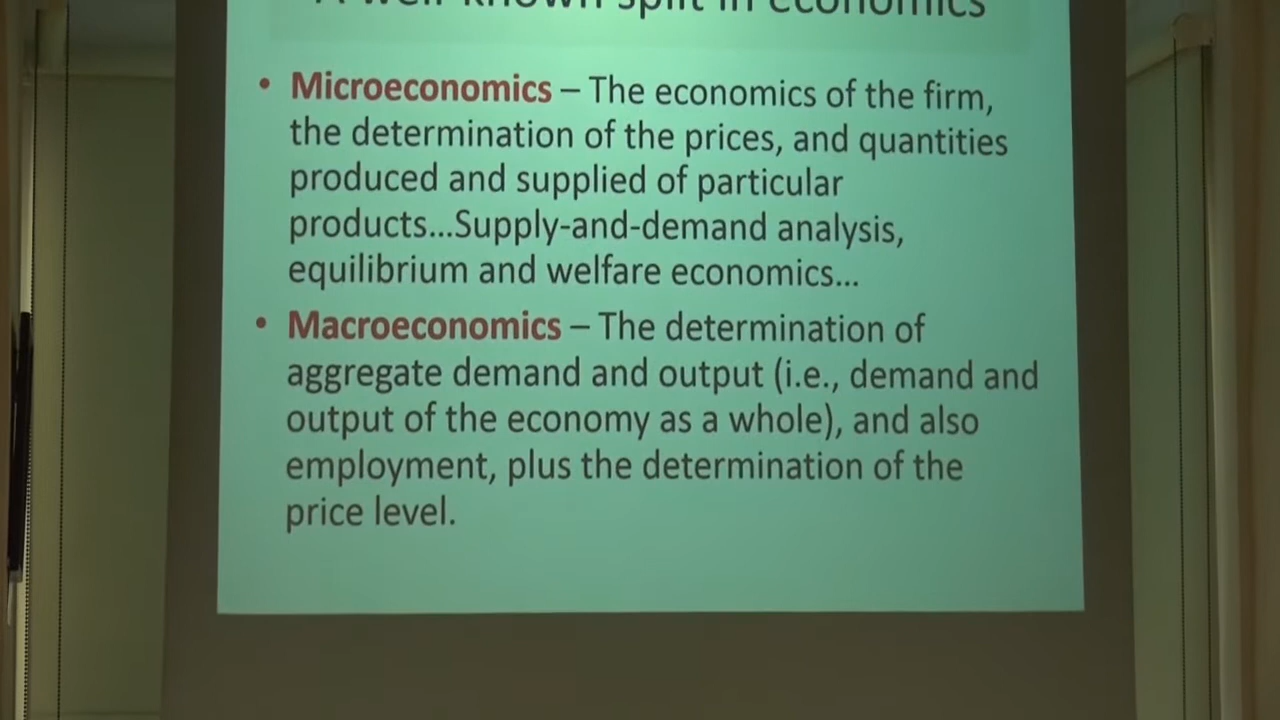 A well-known split in economics
• Microeconomics – The economics of the firm,
the determination of the prices, and quantities
produced and supplied of particular
products...Supply-and-demand analysis,
equilibrium and welfare economics...
• Macroeconomics – The determination of
aggregate demand and output (i.e., demand and
output of the economy as a whole), and also
employment, plus the determination of the
price level.